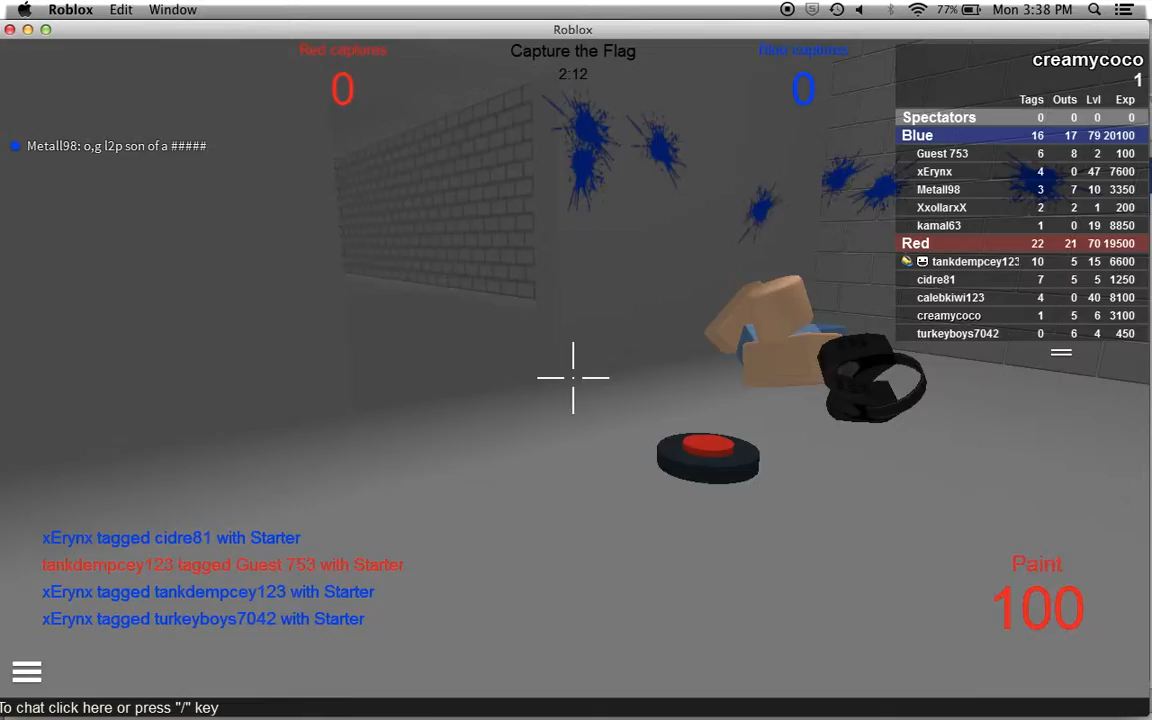 Roblox Edit Window 77% Mon 3:38 PM
Roblox
Red captures Capture the Flag Blue captures
0 2:12 0
creamycoco
1
Tags Outs Lvl Exp
Spectators 0 0 0 0
Blue 16 17 79 20100
Guest 753 6 8 2 100
xErynx 4 0 47 7600
Metall98 3 7 10 3350
XxollarxX 2 2 1 200
kamal63 1 0 19 8850
Red 22 21 70 19500
tankdempcey123 10 5 15 6600
cidre81 7 5 5 1250
calebkiwi123 4 0 40 8100
creamycoco 1 5 6 3100
turkeyboys7042 0 6 4 450
Metall98: o,g l2p son of a #####
xErynx tagged cidre81 with Starter
tankdempcey123 tagged Guest 753 with Starter
xErynx tagged tankdempcey123 with Starter
xErynx tagged turkeyboys7042 with Starter
Paint
100
To chat click here or press "/" key